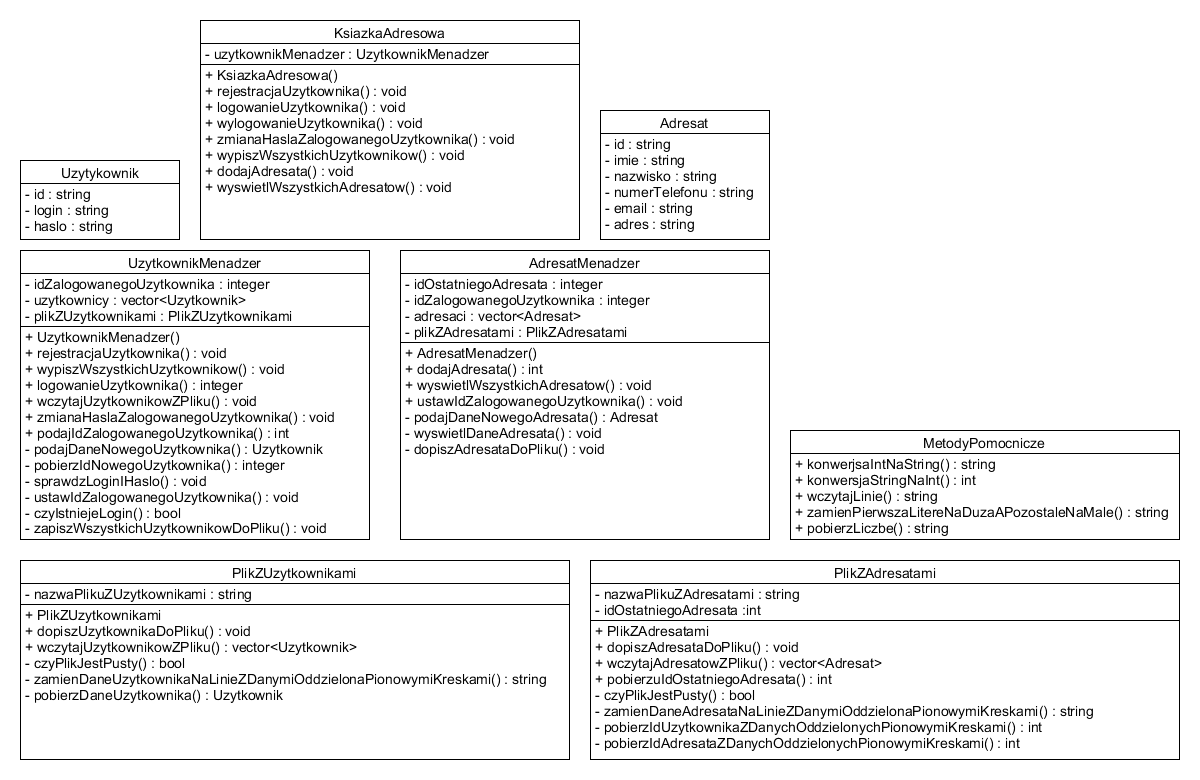 KsiazkaAdresowa
- uzytkownikMenadzer : UzytkownikMenadzer
+ KsiazkaAdresowa()
+ rejestracjaUzytkownika() : void
+ logowanieUzytkownika() : void
+ wylogowanieUzytkownika() : void
+ zmianaHaslaZalogowanegoUzytkownika() : void
+ wypiszWszystkichUzytkownikow() : void
+ dodajAdresata() : void
+ wyswietlWszystkichAdresatow() : void
Adresat
- id : string
- imie : string
- nazwisko : string
- numerTelefonu : string
- email : string
- adres : string
Uzytykownik
- id : string
- login : string
- haslo : string
UzytkownikMenadzer
- idZalogowanegoUzytkownika : integer
- uzytkownicy : vector<Uzytkownik>
- plikZUzytkownikami : PlikZUzytkownikami
+ UzytkownikMenadzer()
+ rejestracjaUzytkownika() : void
+ wypiszWszystkichUzytkownikow() : void
+ logowanieUzytkownika() : integer
+ wczytajUzytkownikowZPliku() : void
+ zmianaHaslaZalogowanegoUzytkownika() : void
+ podajIdZalogowanegoUzytkownika() : int
- podajDaneNowegoUzytkownika() : Uzytkownik
- pobierzIdNowegoUzytkownika() : integer
- sprawdzLoginIHaslo() : void
- ustawIdZalogowanegoUzytkownika() : void
- czyIstniejeLogin() : bool
- zapiszWszystkichUzytkownikowDoPliku() : void
AdresatMenadzer
- idOstatniegoAdresata : integer
- idZalogowanegoUzytkownika : integer
- adresaci : vector<Adresat>
- plikZAdresatami : PlikZAdresatami
+ AdresatMenadzer()
+ dodajAdresata() : int
+ wyswietlWszystkichAdresatow() : void
+ ustawIdZalogowanegoUzytkownika() : void
- podajDaneNowegoAdresata() : Adresat
- wyswietlDaneAdresata() : void
- dopiszAdresataDoPliku() : void
MetodyPomocnicze
+ konwerjsaIntNaString() : string
+ konwersjaStringNaInt() : int
+ wczytajLinie() : string
+ zamienPierwszaLitereNaDuzaAPozostaleNaMale() : string
+ pobierzLiczbe() : string
PlikZUzytkownikami
- nazwaPlikuZUzytkownikami : string
+ PlikZUzytkownikami
+ dopiszUzytkownikaDoPliku() : void
+ wczytajUzytkownikowZPliku() : vector<Uzytkownik>
- czyPlikJestPusty() : bool
- zamienDaneUzytkownikaNaLinieZDanymiOddzielonaPionowymiKreskami() : string
- pobierzDaneUzytkownika() : Uzytkownik
PlikZAdresatami
- nazwaPlikuZAdresatami : string
- idOstatniegoAdresata :int
+ PlikZAdresatami
+ dopiszAdresataDoPliku() : void
+ wczytajAdresatowZPliku() : vector<Adresat>
+ pobierzuIdOstatniegoAdresata() : int
- czyPlikJestPusty() : bool
- zamienDaneAdresataNaLinieZDanymiOddzielonaPionowymiKreskami() : string
- pobierzIdUzytkownikaZDanychOddzielonychPionowymiKreskami() : int
- pobierzIdAdresataZDanychOddzielonychPionowymiKreskami() : int